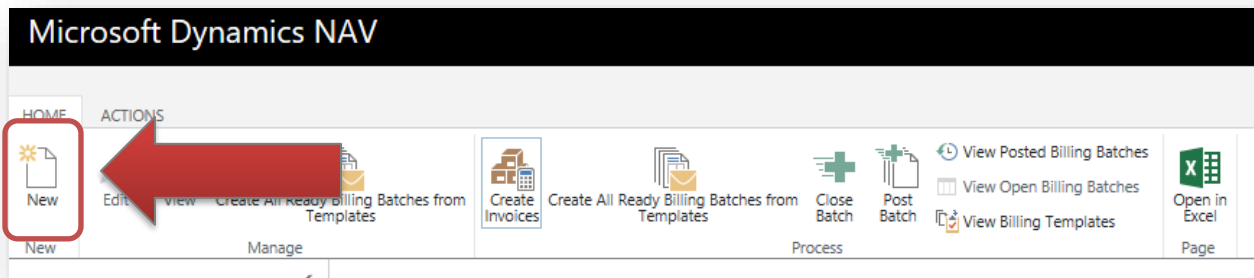 Microsoft Dynamics NAV
HOME ACTIONS
New
Edit View Create All Ready Billing Batches from
Templates
Create
Invoices
Create All Ready Billing Batches from
Templates
Close
Batch
Post
Batch
View Posted Billing Batches
View Open Billing Batches
View Billing Templates
Open in
Excel
New Manage Process Page